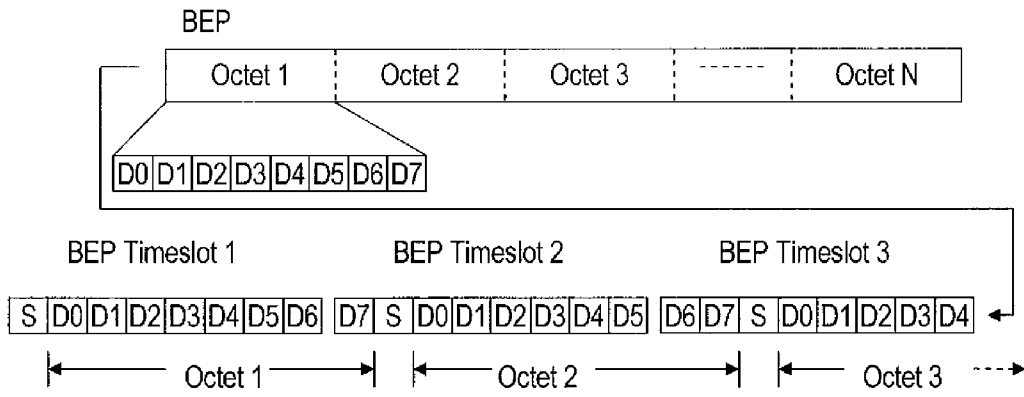 BEP
Octet 1 Octet 2 Octet 3 Octet N
D0 D1 D2 D3 D4 D5 D6 D7
BEP Timeslot 1 BEP Timeslot 2 BEP Timeslot 3
S D0 D1 D2 D3 D4 D5 D6 D7 S D0 D1 D2 D3 D4 D5 D6 D7 S D0 D1 D2 D3 D4
Octet 1 Octet 2 Octet 3